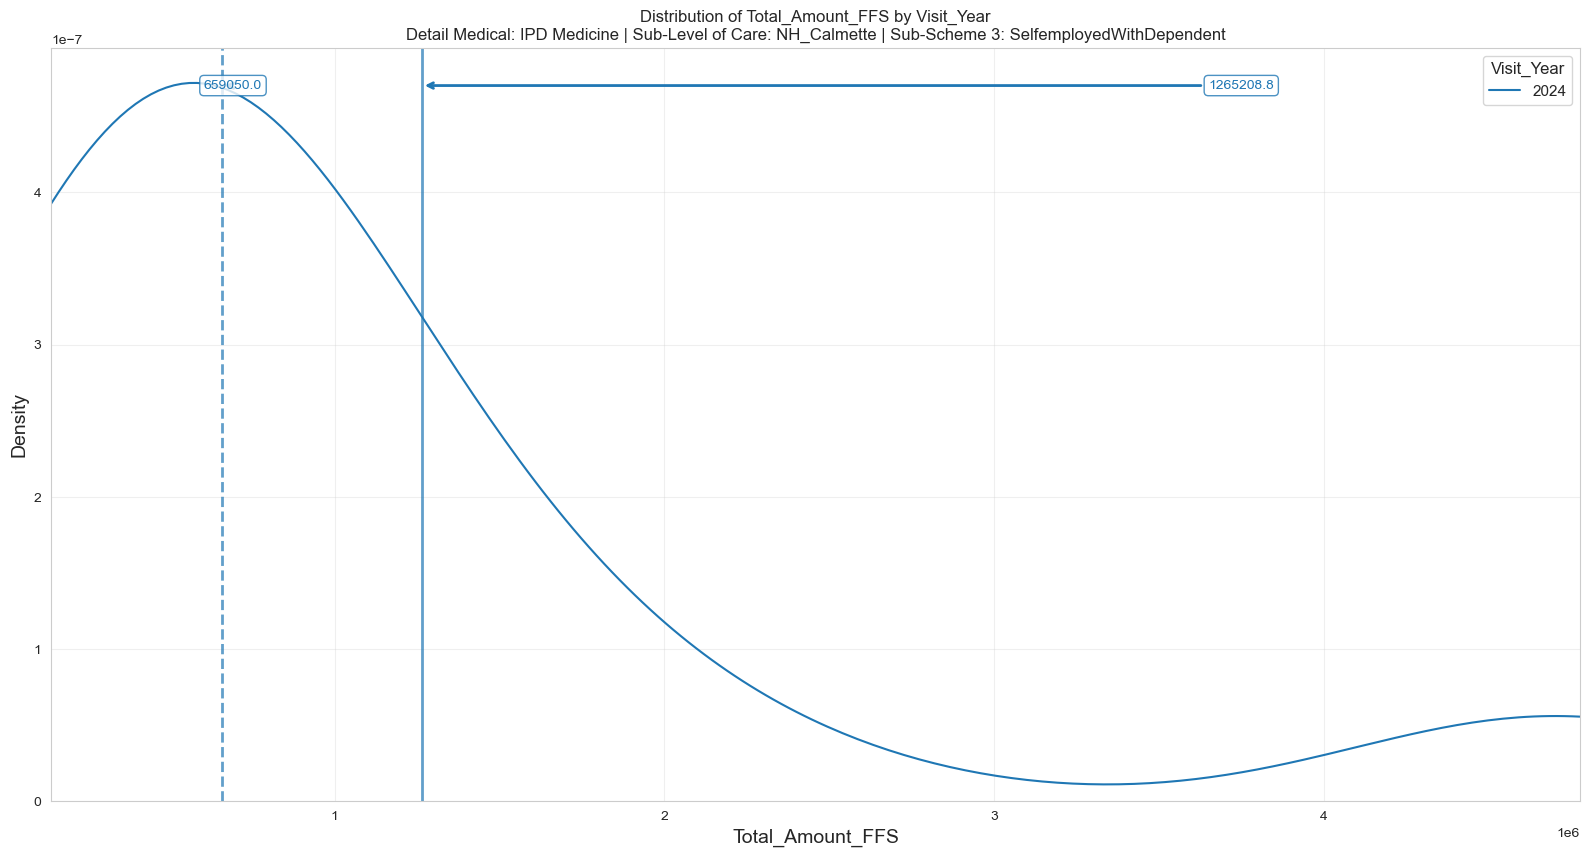 Distribution of Total_Amount_FFS by Visit_Year
Detail Medical: IPD Medicine | Sub-Level of Care: NH_Calmette | Sub-Scheme 3: SelfemployedWithDependent
1e−7
659050.0
1265208.8
Visit_Year
2024
4
3
2
1
0
Density
1 2 3 4
1e6
Total_Amount_FFS